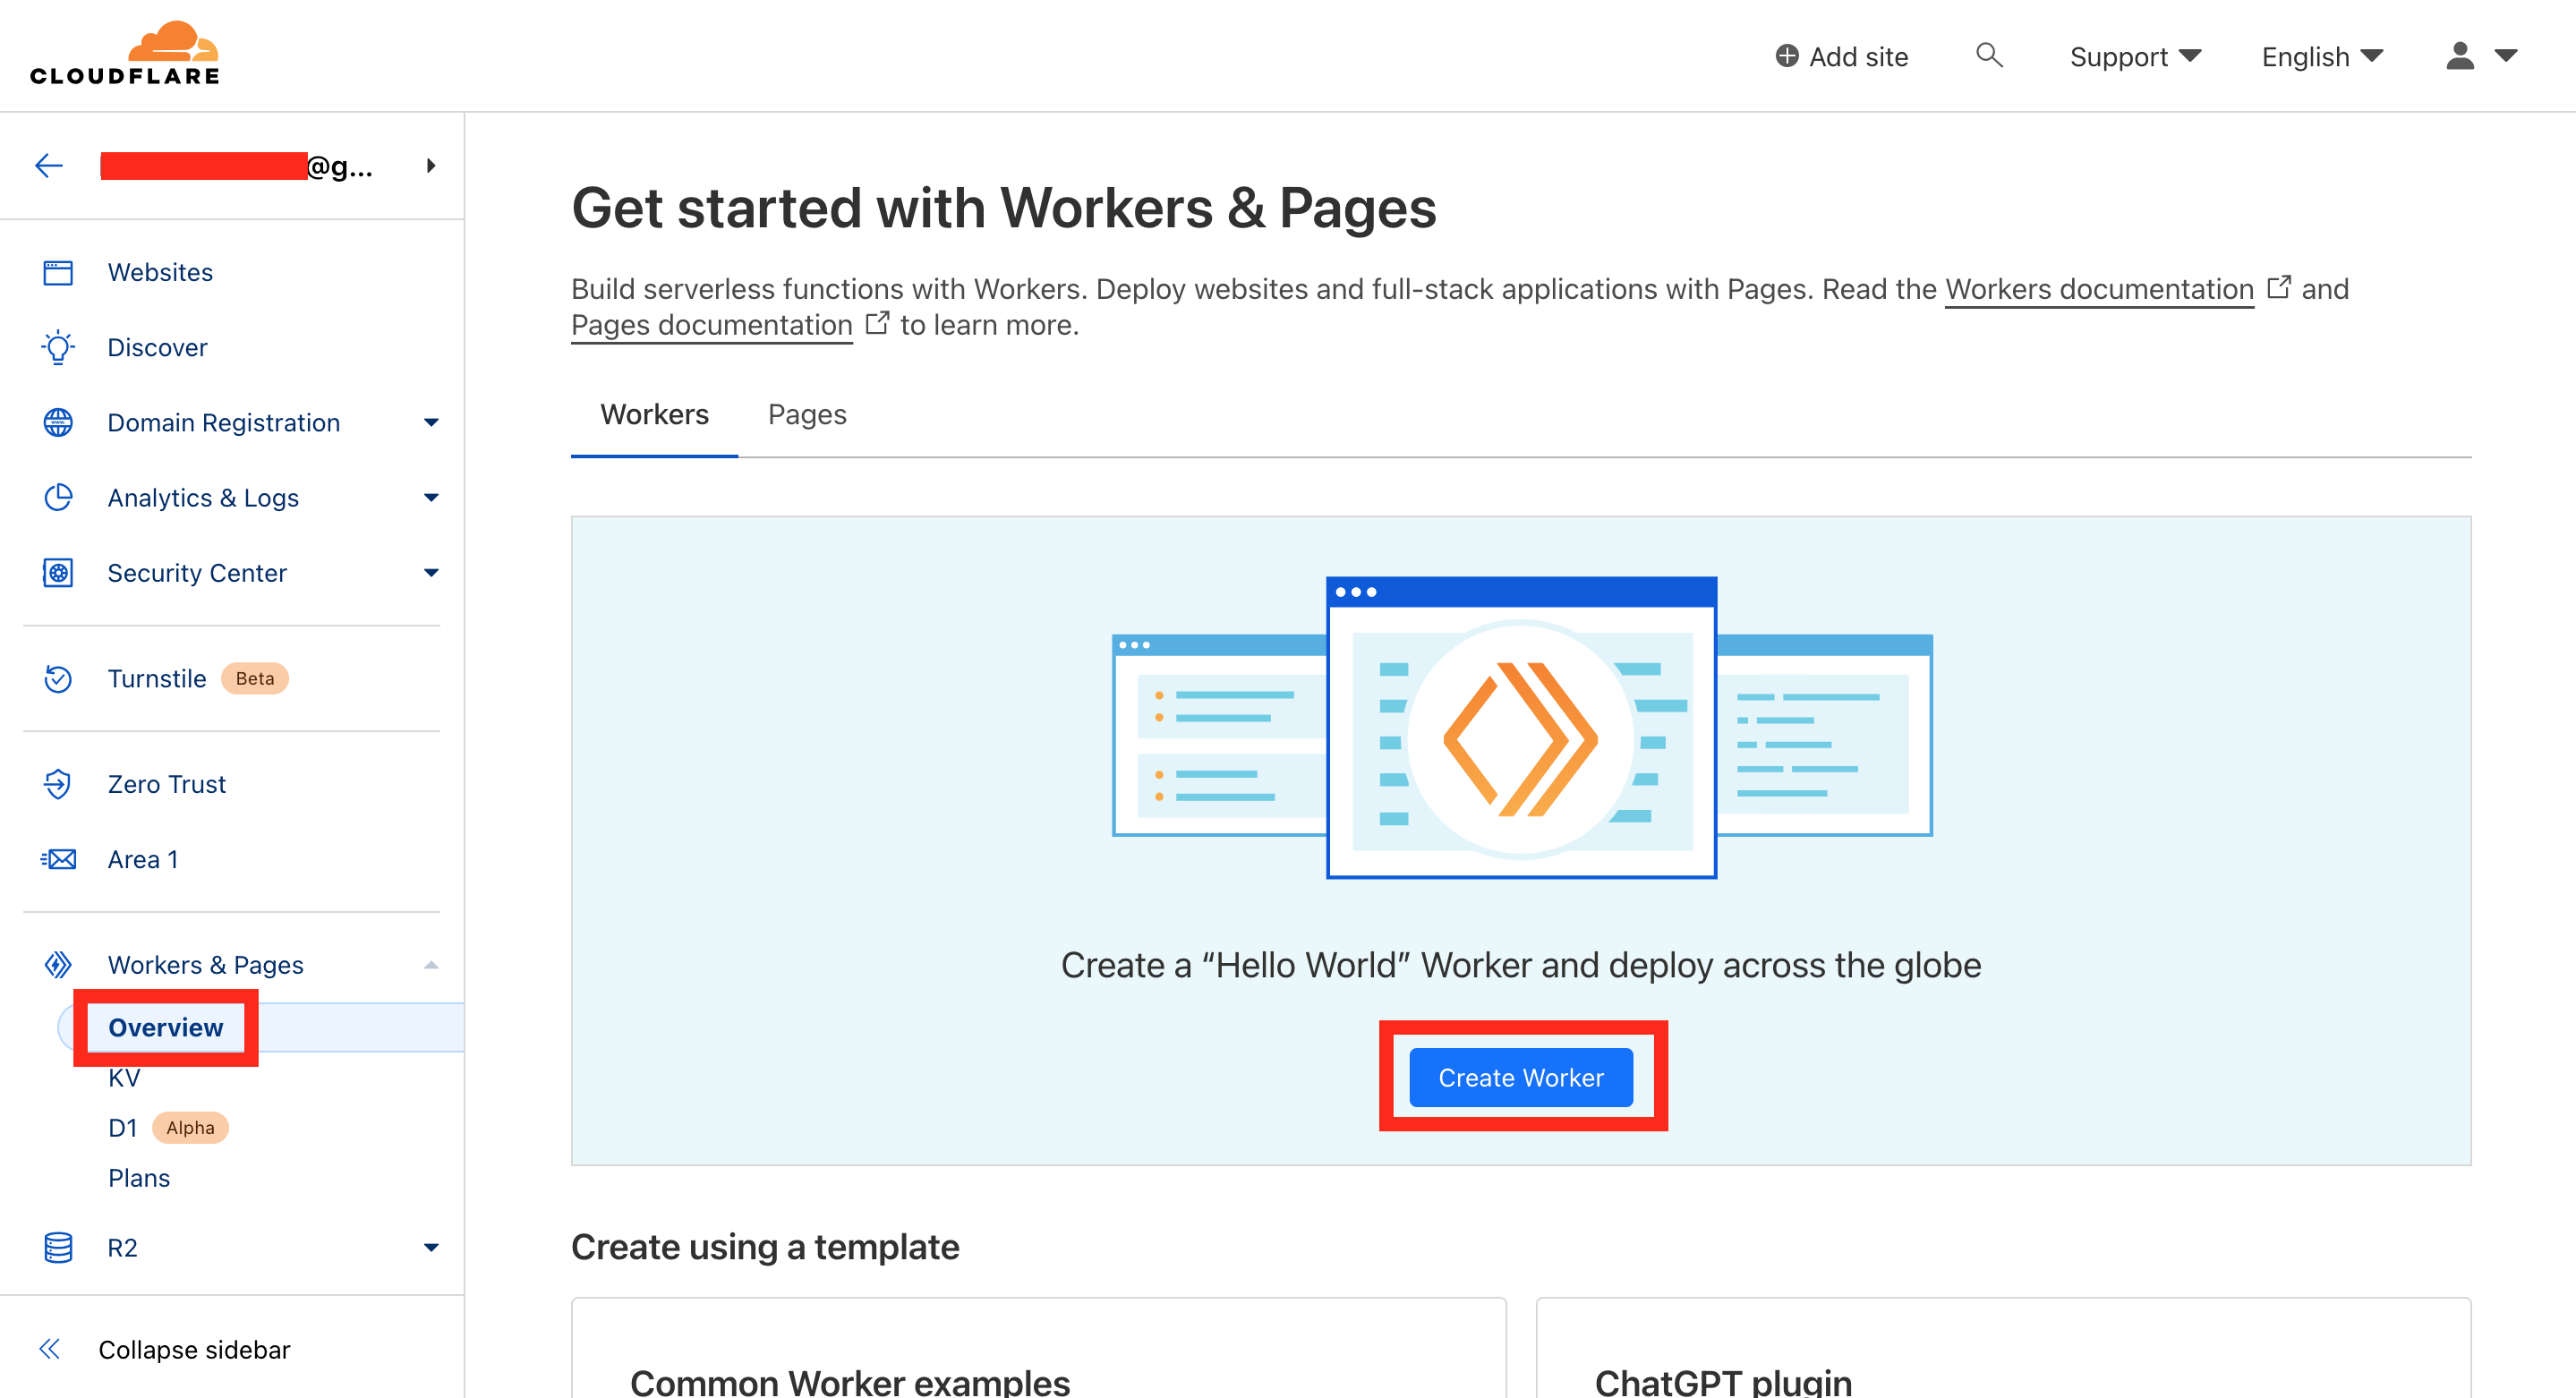 CLOUDFLARE
Add site
Support
English
@g...
Websites
Discover
Domain Registration
Analytics & Logs
Security Center
Turnstile Beta
Zero Trust
Area 1
Workers & Pages
Overview
KV
D1 Alpha
Plans
R2
Collapse sidebar
Get started with Workers & Pages
Build serverless functions with Workers. Deploy websites and full-stack applications with Pages. Read the Workers documentation and
Pages documentation to learn more.
Workers Pages
Create a “Hello World” Worker and deploy across the globe
Create Worker
Create using a template
Common Worker examples
ChatGPT plugin